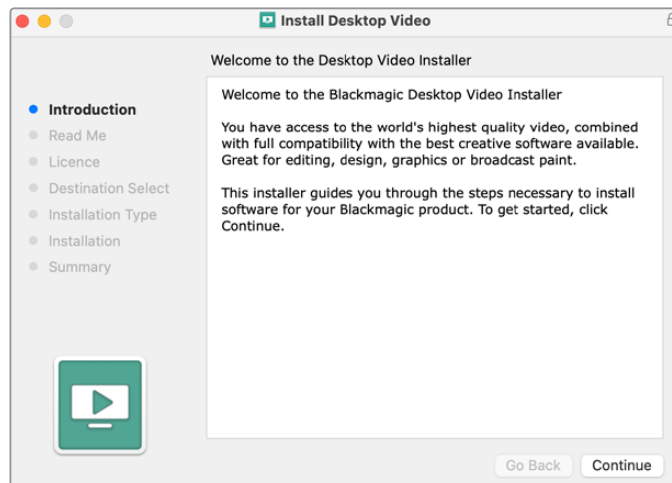 Install Desktop Video
Welcome to the Desktop Video Installer
Introduction
Read Me
Licence
Destination Select
Installation Type
Installation
Summary
Welcome to the Blackmagic Desktop Video Installer
You have access to the world's highest quality video, combined
with full compatibility with the best creative software available.
Great for editing, design, graphics or broadcast paint.
This installer guides you through the steps necessary to install
software for your Blackmagic product. To get started, click
Continue.
Go Back
Continue